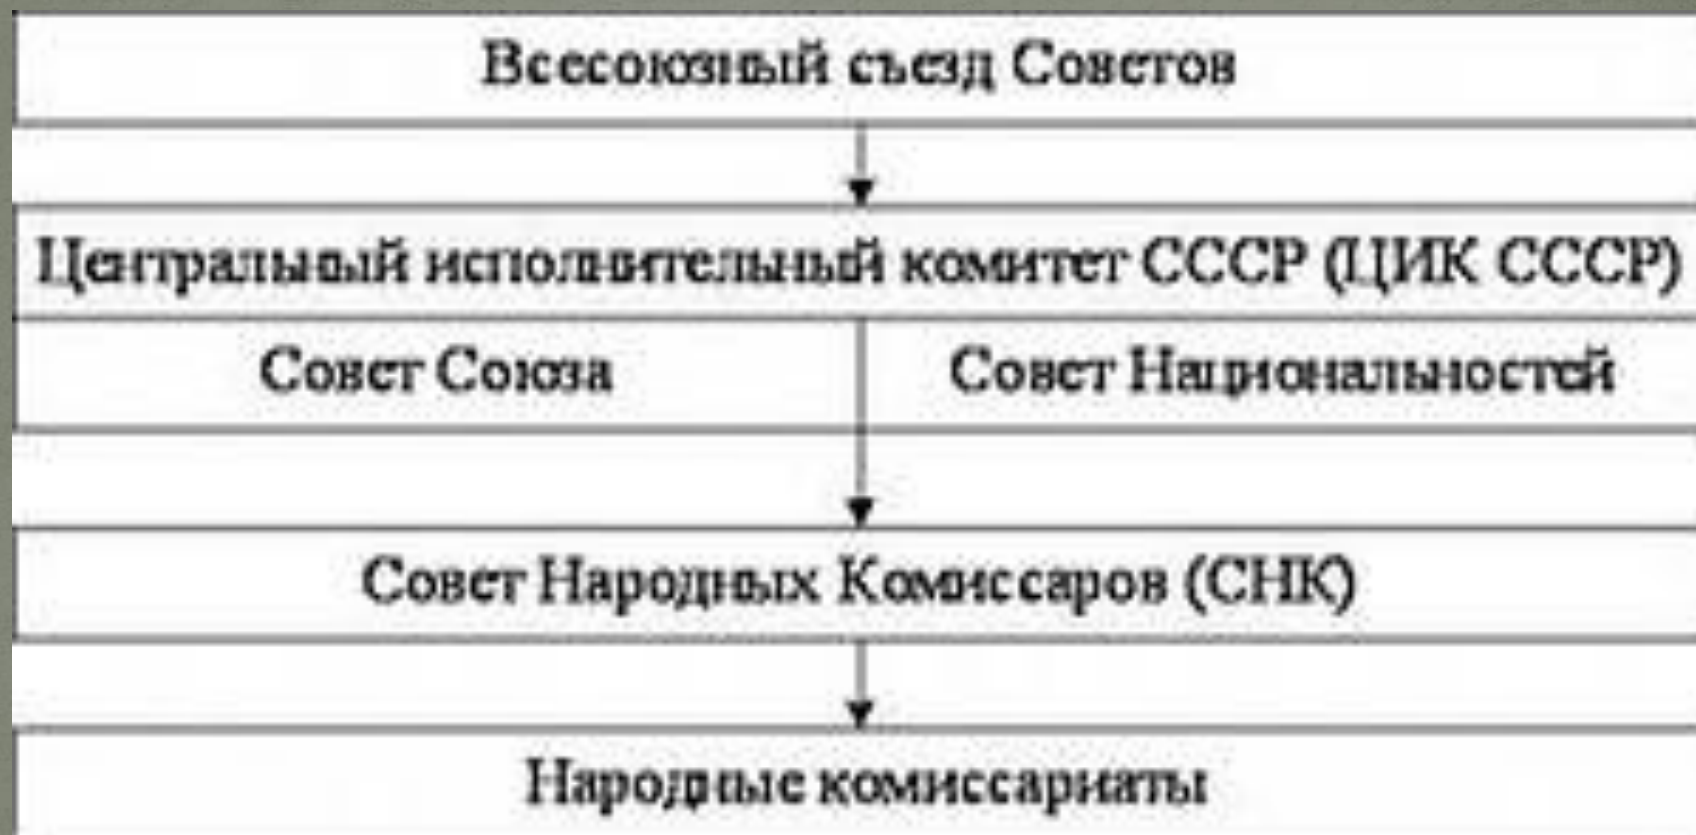 Всесоюзный съезд Советов
Центральный исполнительный комитет СССР (ЦИК СССР)
Совет Союза
Совет Национальностей
Совет Народных Комиссаров (СНК)
Народные комиссариаты